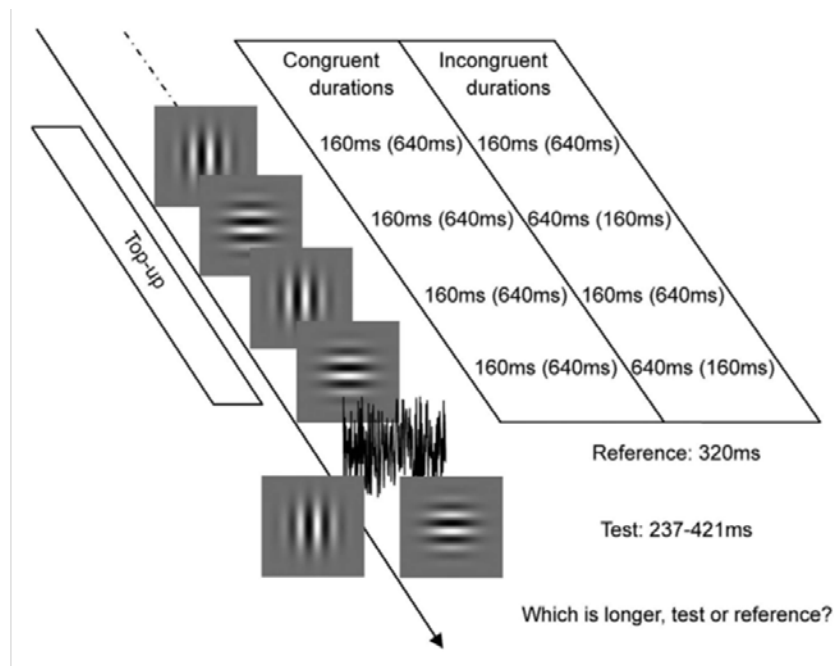 Congruent durations
Incongruent durations
160ms (640ms) 160ms (640ms)
Top-up
160ms (640ms) 640ms (160ms)
160ms (640ms) 160ms (640ms)
160ms (640ms) 640ms (160ms)
Reference: 320ms
Test: 237-421ms
Which is longer, test or reference?